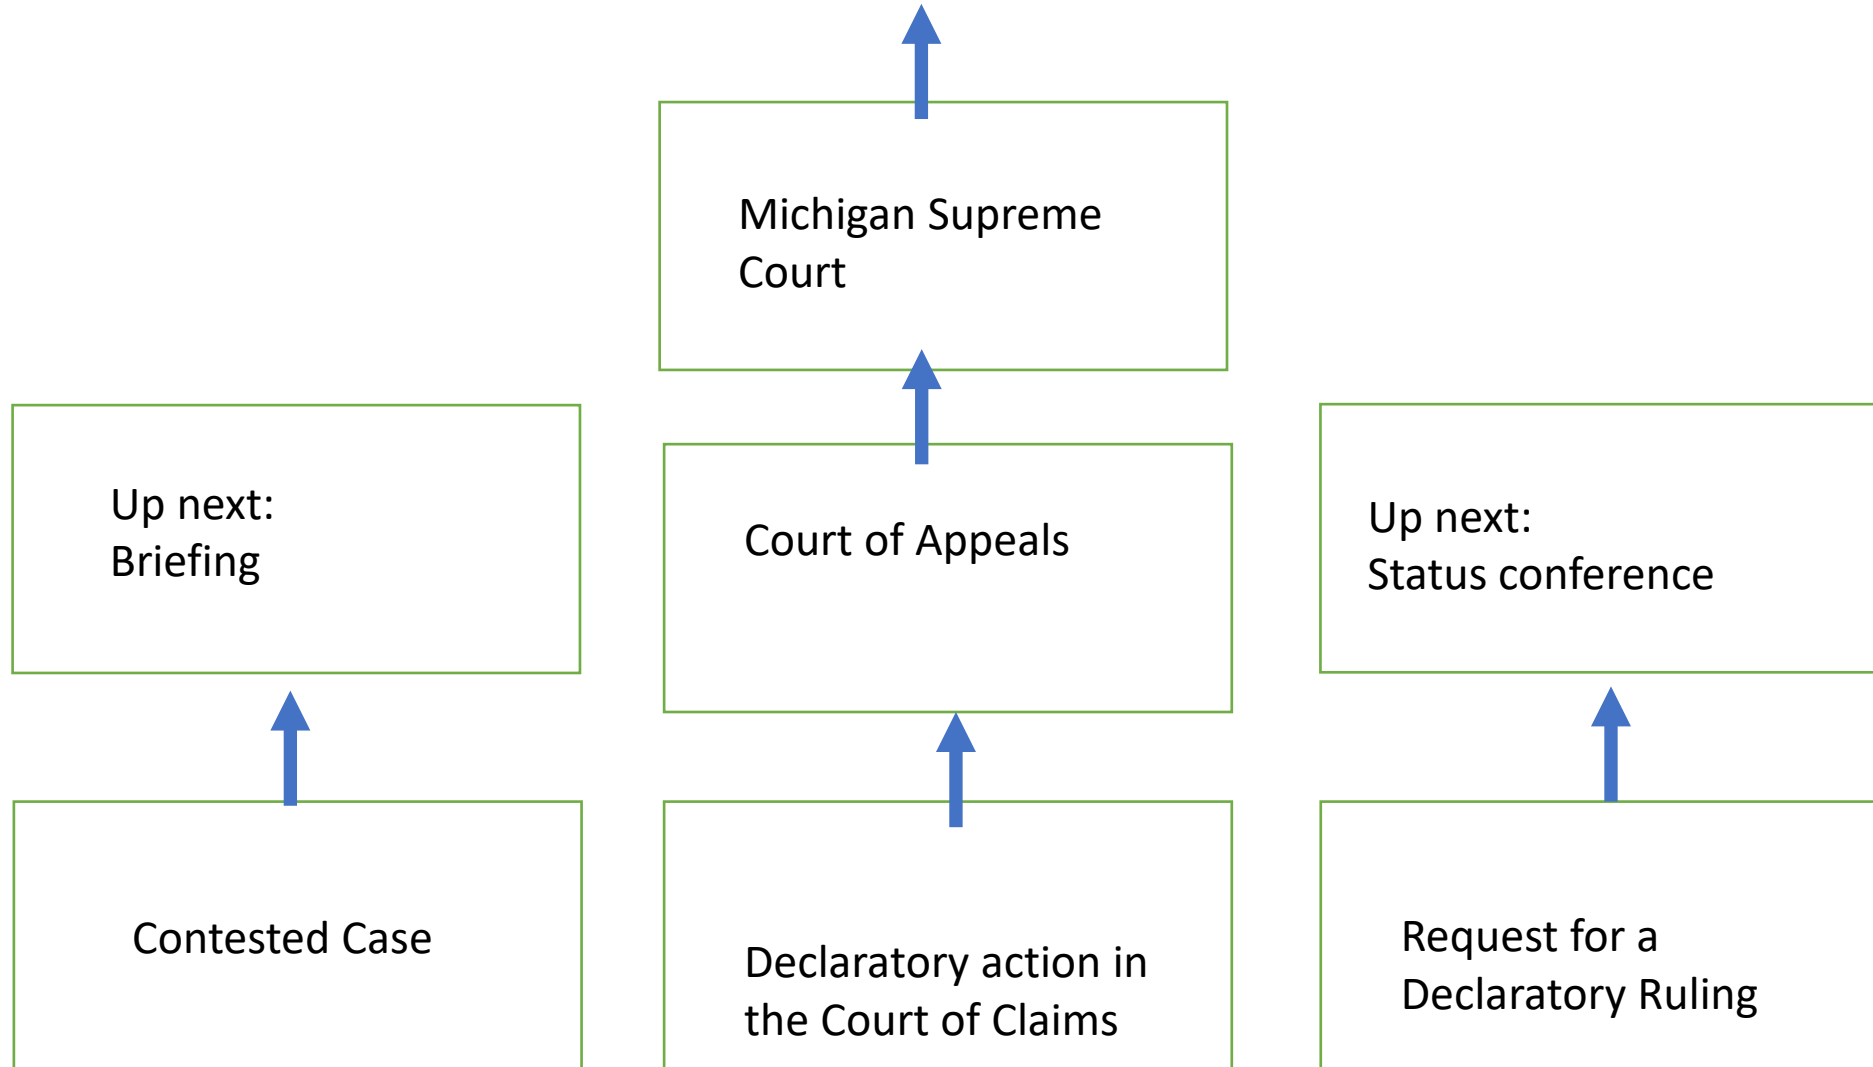 Michigan Supreme
Court
Up next:
Briefing
Court of Appeals
Up next:
Status conference
Contested Case
Declaratory action in
the Court of Claims
Request for a
Declaratory Ruling